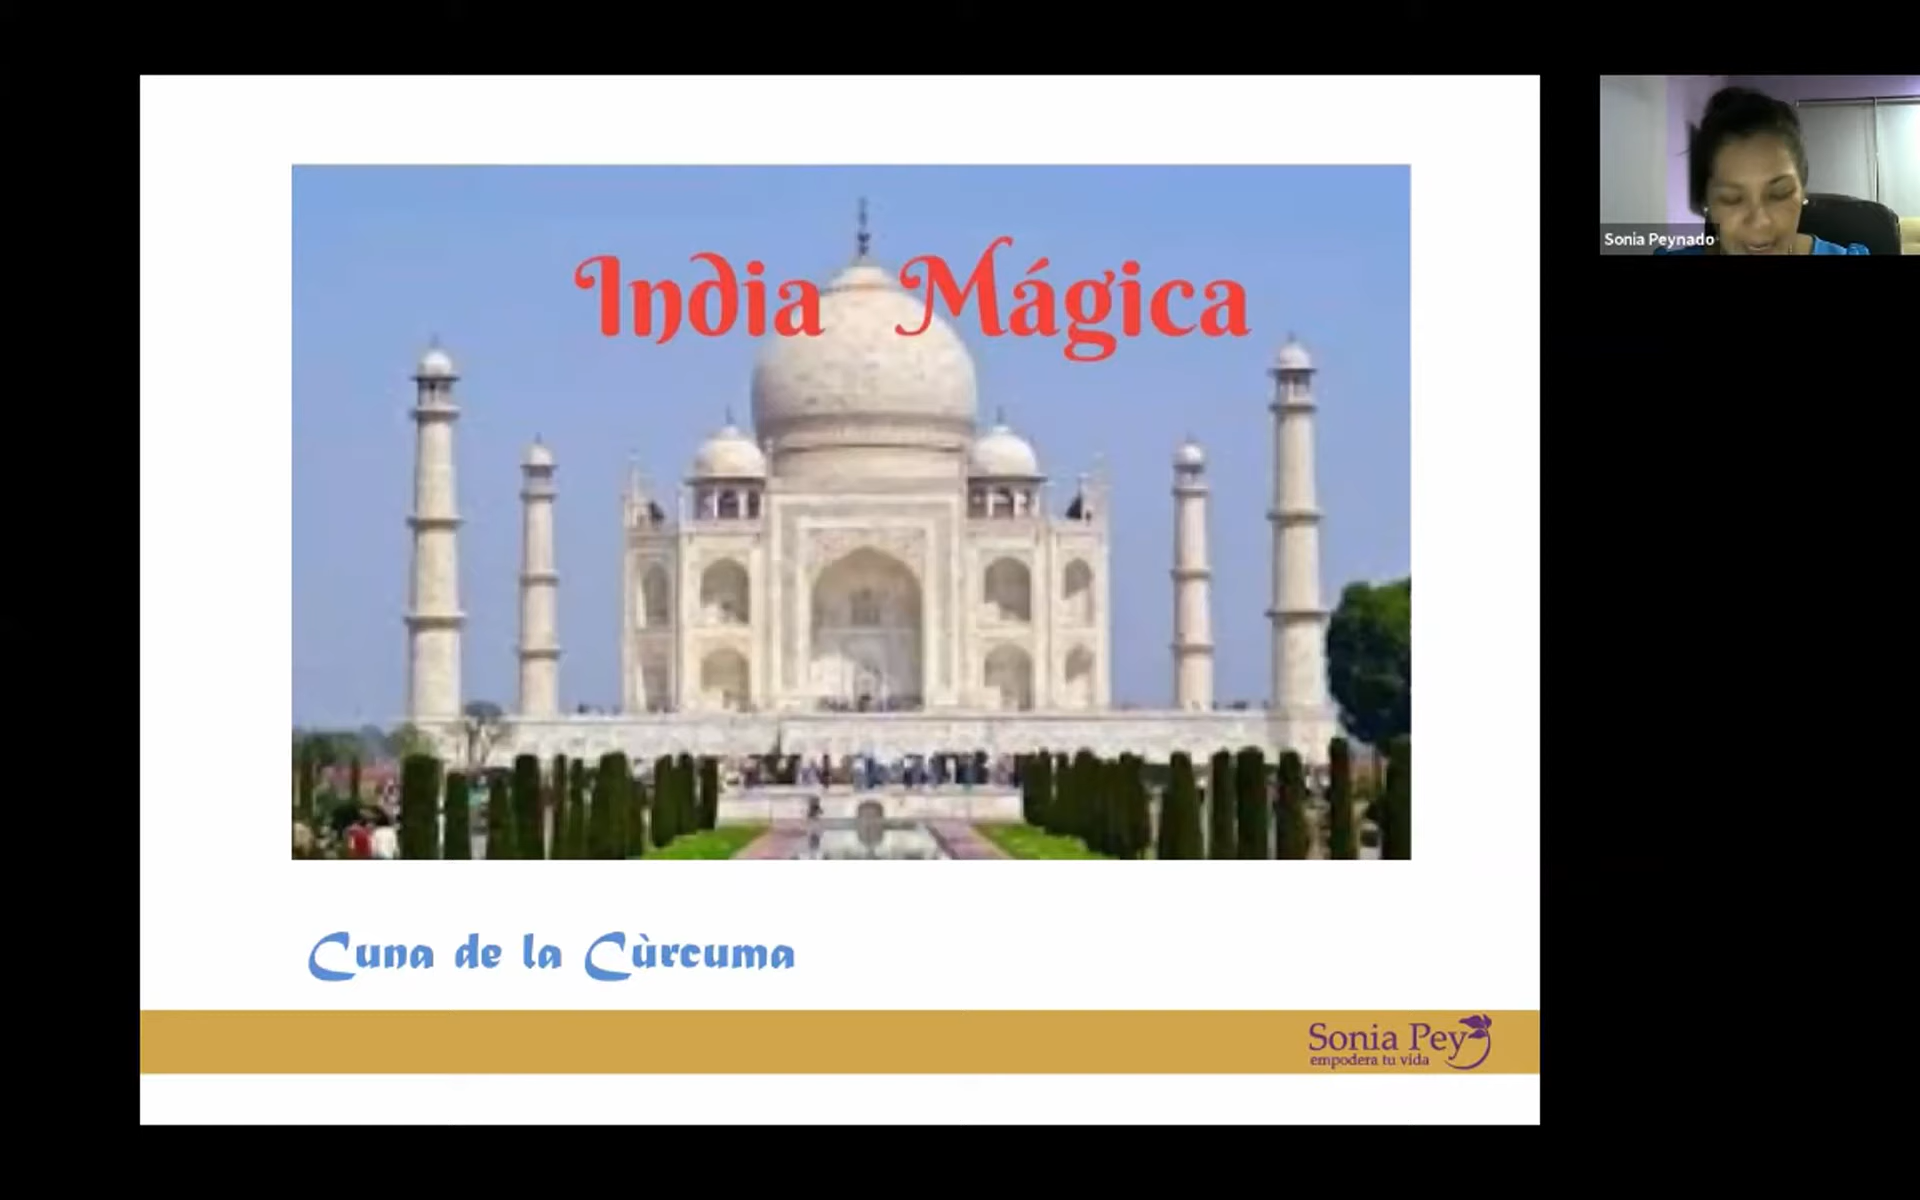 India Mágica
Sonia Peynado
Cuna de la Cùrcuma
Sonia Pey
empodera tu vida